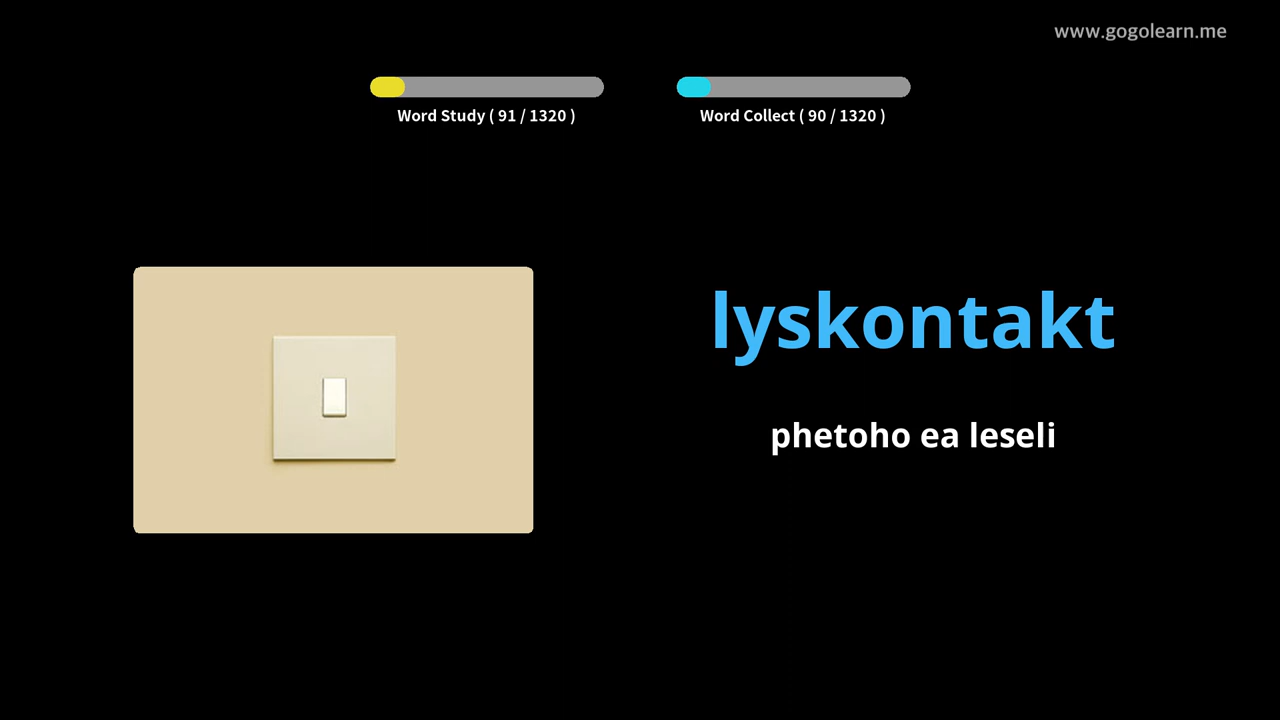 www.gogolearn.me
Word Study ( 91 / 1320 )
Word Collect ( 90 / 1320 )
lyskontakt
phetoho ea leseli